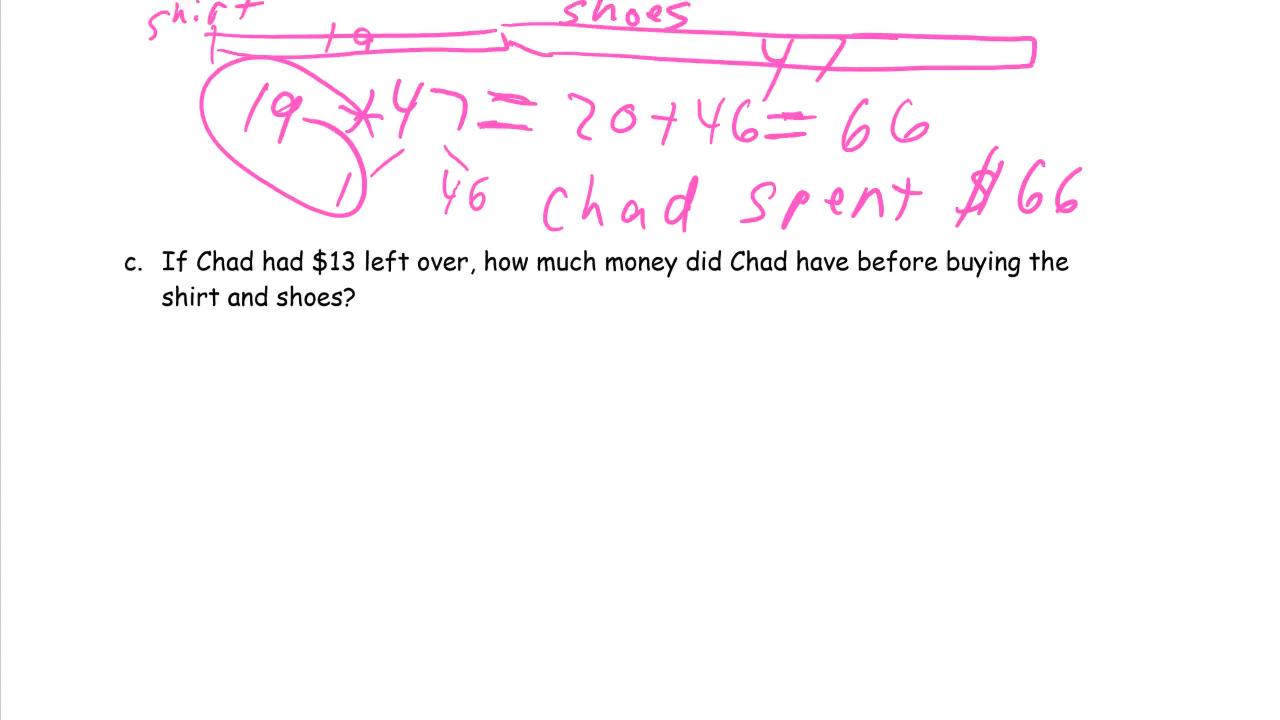 shirt shoes
19 47
19 + 47 = 20 + 46 = 66
1 46
Chad spent $66
c. If Chad had $13 left over, how much money did Chad have before buying the
shirt and shoes?